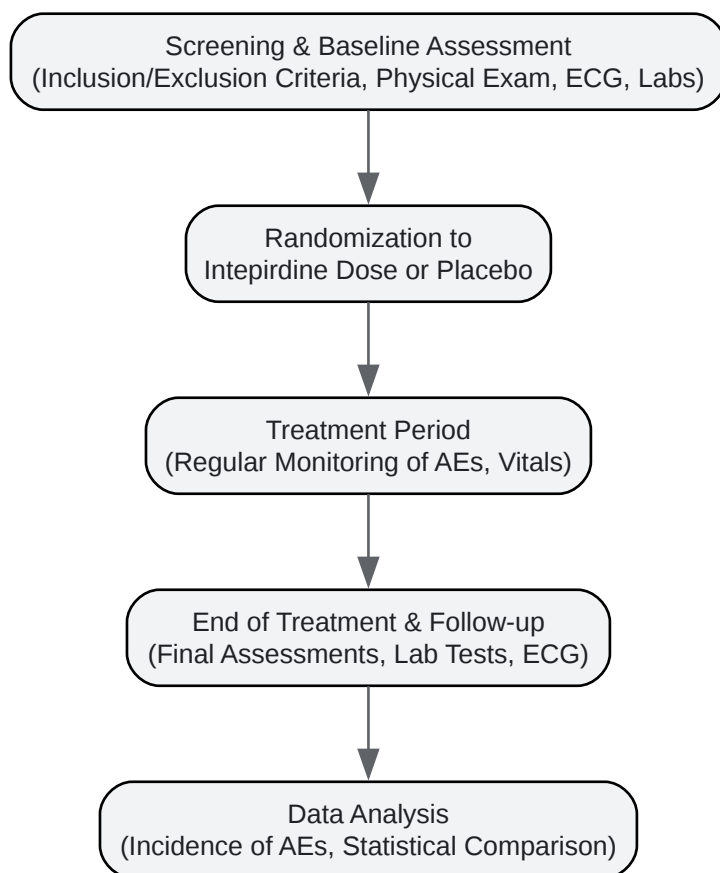 Screening & Baseline Assessment
(Inclusion/Exclusion Criteria, Physical Exam, ECG, Labs)
Randomization to
Intepirdine Dose or Placebo
Treatment Period
(Regular Monitoring of AEs, Vitals)
End of Treatment & Follow-up
(Final Assessments, Lab Tests, ECG)
Data Analysis
(Incidence of AEs, Statistical Comparison)